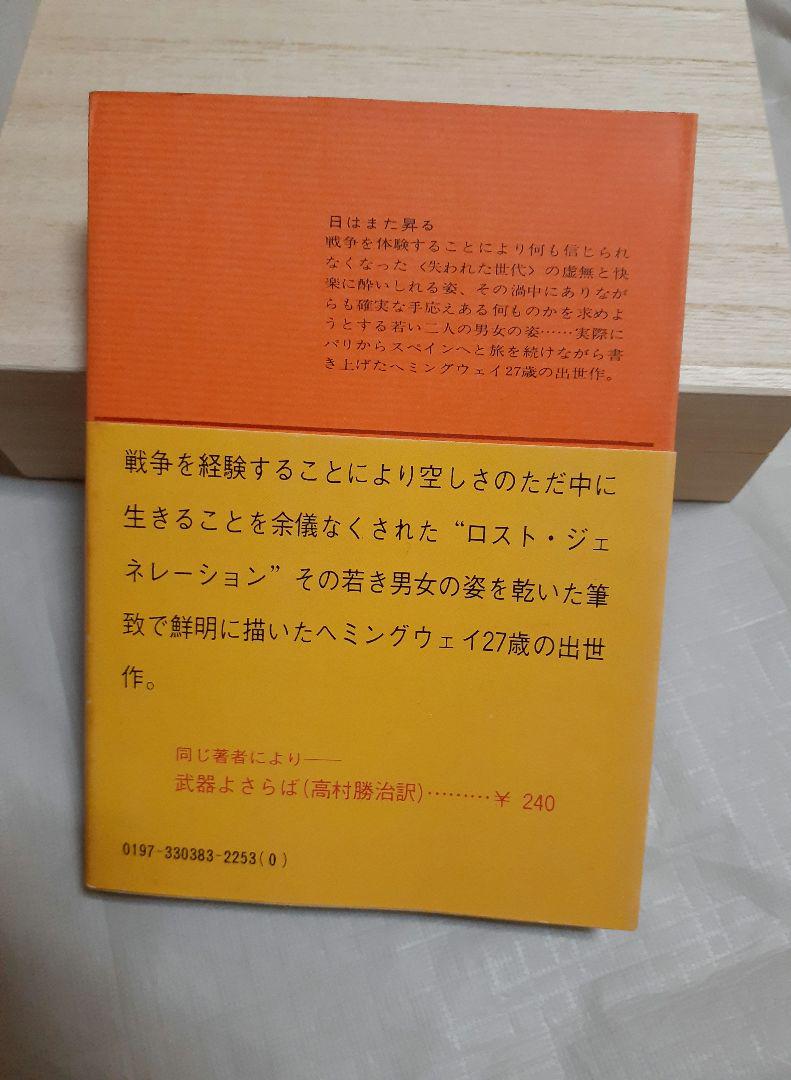 日はまた昇る
戦争を体験することにより何も信じられ
なくなった〈失われた世代〉の虚無と快
楽に酔いしれる姿、その渦中にありなが
らも確実な手応えある何ものかを求めよ
うとする若い二人の男女の姿……実際に
パリからスペインへと旅を続けながら書
き上げたヘミングウェイ27歳の出世作。
戦争を経験することにより空しさのただ中に
生きることを余儀なくされた“ロスト・ジェ
ネレーション”その若き男女の姿を乾いた筆
致で鮮明に描いたヘミングウェイ27歳の出世
作。
同じ著者により──
武器よさらば(高村勝治訳)………¥ 240
0197-330383-2253(0)